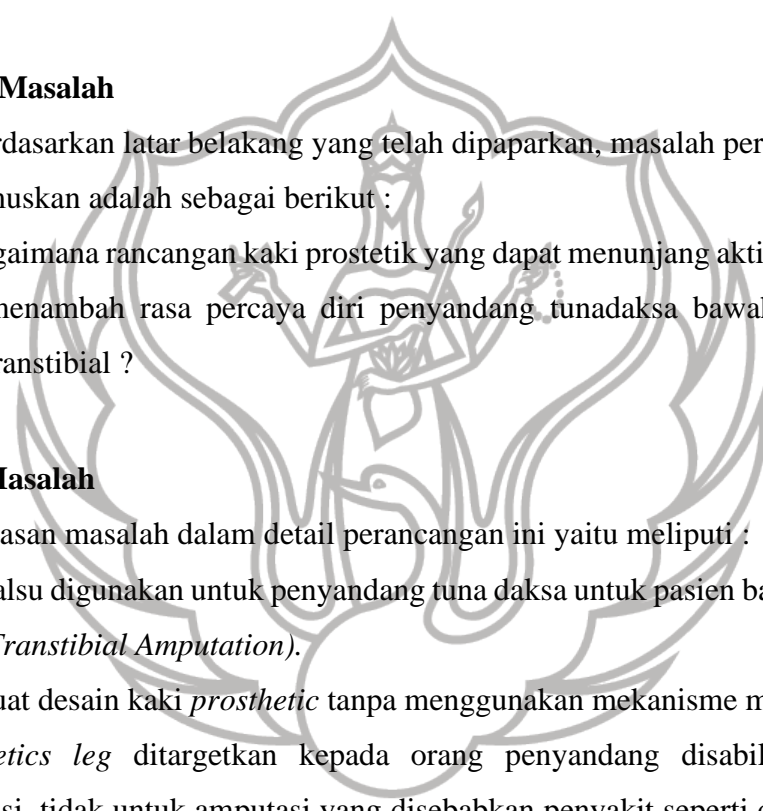 Masalah
rdasarkan latar belakang yang telah dipaparkan, masalah per
nuskan adalah sebagai berikut :
gaimana rancangan kaki prostetik yang dapat menunjang akti
menambah rasa percaya diri penyandang tunadaksa bawa
ranstibial ?
Masalah
asan masalah dalam detail perancangan ini yaitu meliputi :
alsu digunakan untuk penyandang tuna daksa untuk pasien ba
Transtibial Amputation).
uat desain kaki prosthetic tanpa menggunakan mekanisme m
etics leg ditargetkan kepada orang penyandang disabil
si, tidak untuk amputasi yang disebabkan penyakit seperti